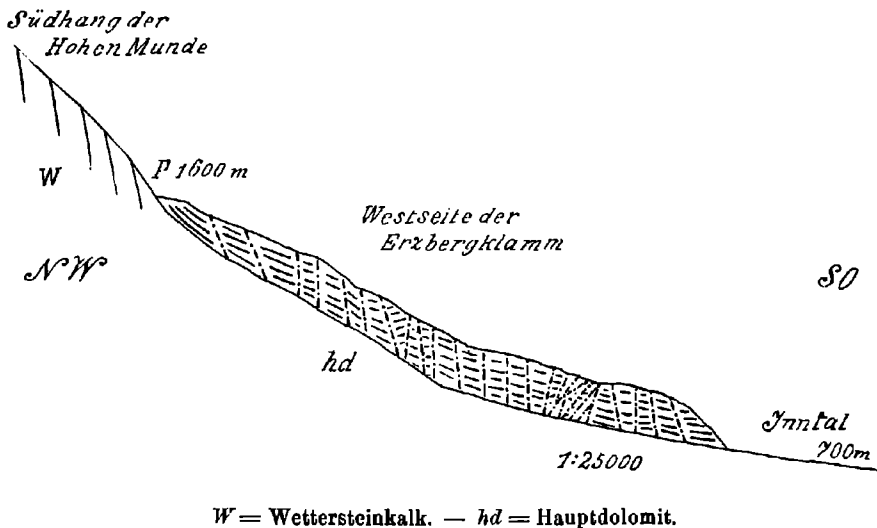 Südhang der
Hohen Munde
W
P 1600 m
Westseite der
Erzbergklamm
NW
SO
hd
Inntal
700m
1:25000
W = Wettersteinkalk. — hd = Hauptdolomit.